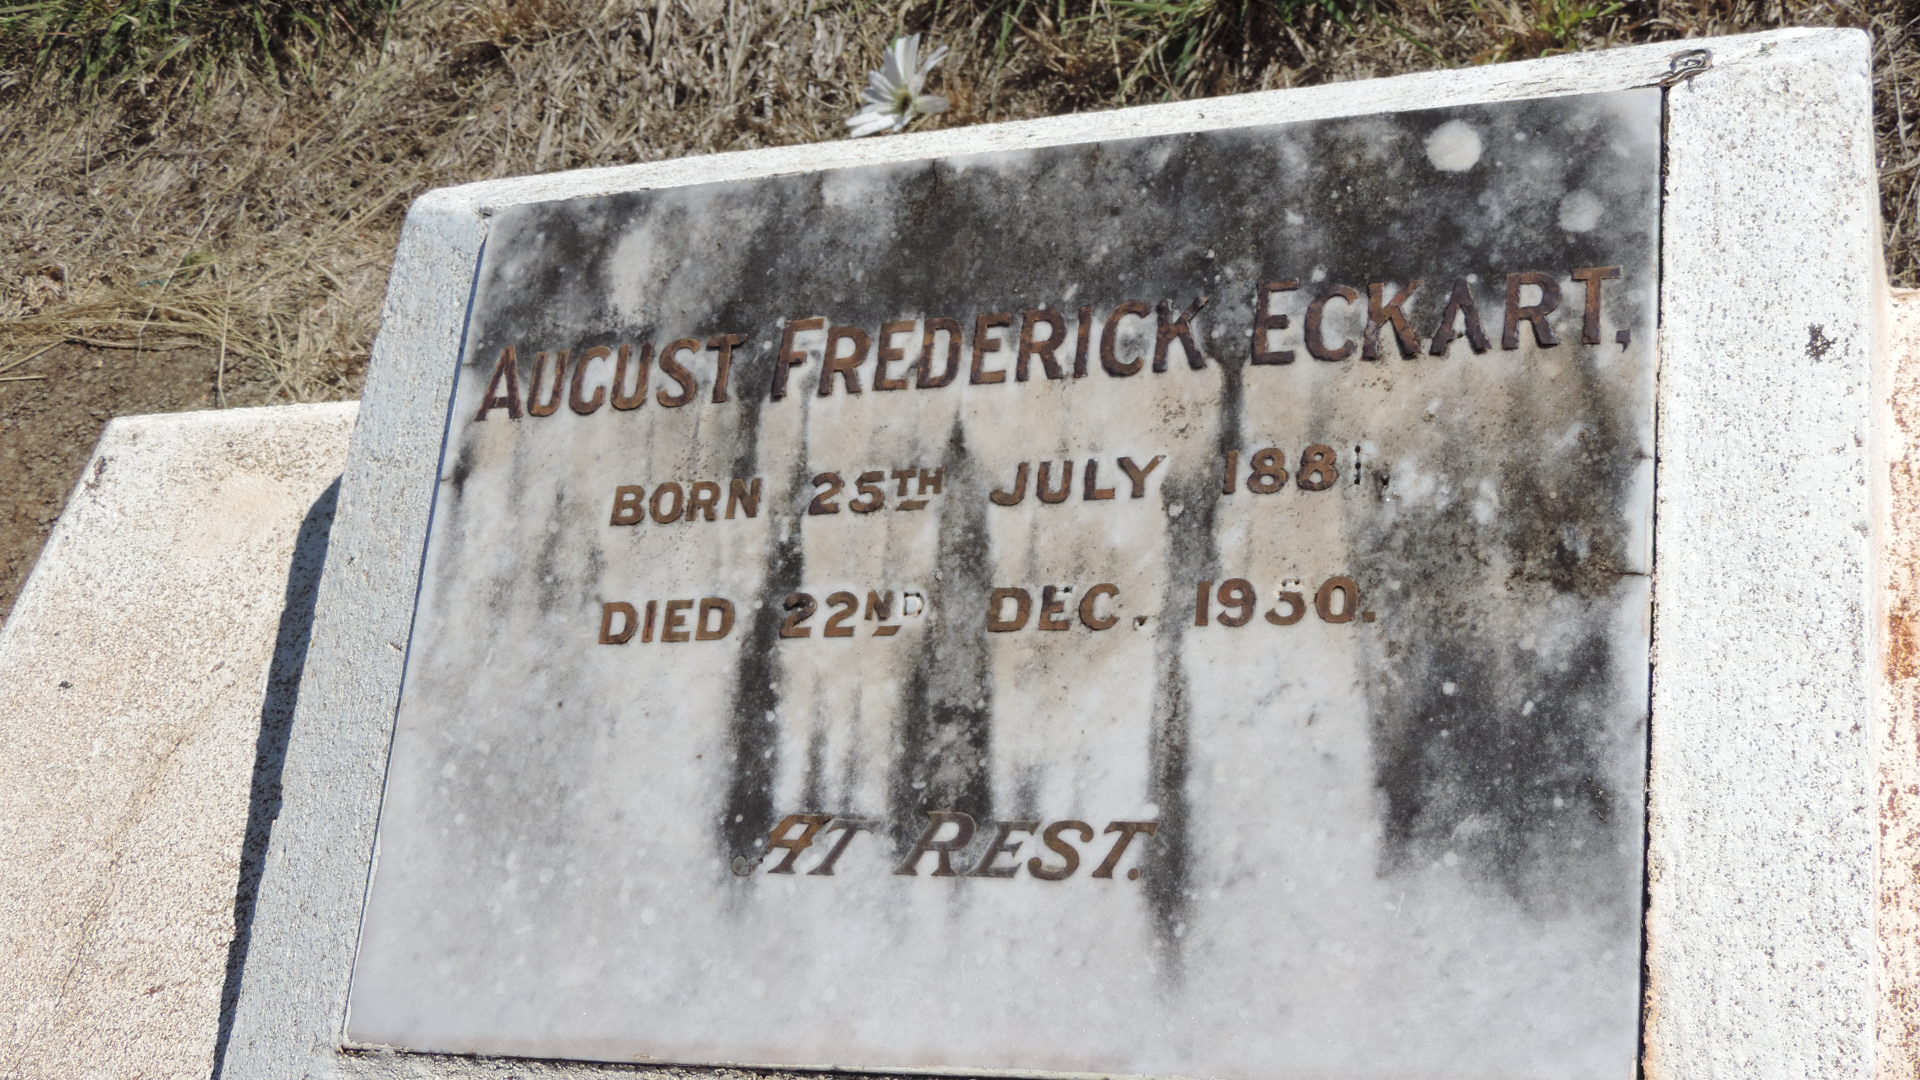 AUGUST FREDERICK ECKART,
BORN 25TH JULY 1881.
DIED 22ND DEC. 1950.
AT REST.